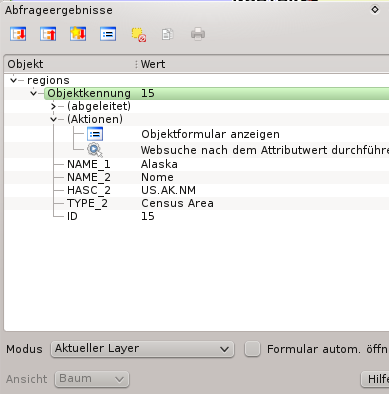 Abfrageergebnisse
Objekt Wert
regions
Objektkennung 15
(abgeleitet)
(Aktionen)
Objektformular anzeigen
Websuche nach dem Attributwert durchführe
NAME_1 Alaska
NAME_2 Nome
HASC_2 US.AK.NM
TYPE_2 Census Area
ID 15
Modus Aktueller Layer Formular autom. öffn
Ansicht Baum Hilfe